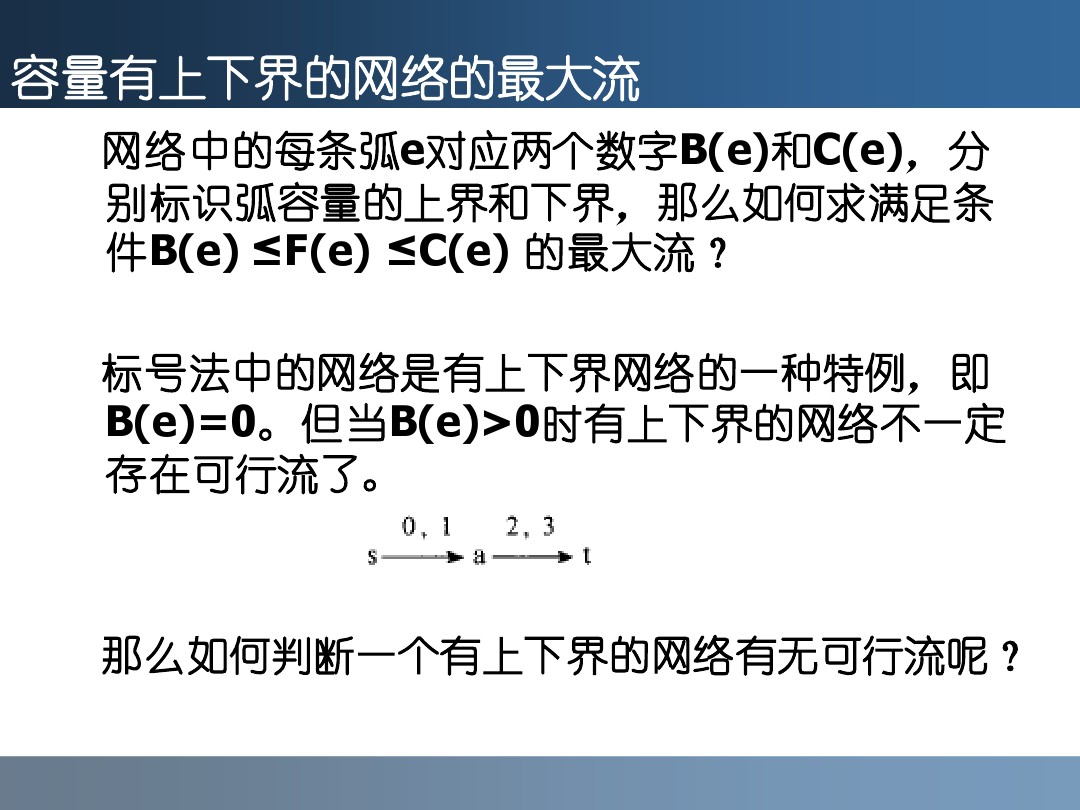 容量有上下界的网络的最大流
网络中的每条弧e对应两个数字B(e)和C(e)，分
别标识弧容量的上界和下界，那么如何求满足条
件B(e) ≤F(e) ≤C(e) 的最大流？
标号法中的网络是有上下界网络的一种特例，即
B(e)=0。但当B(e)>0时有上下界的网络不一定
存在可行流了。
0, 1 2, 3
s a t
那么如何判断一个有上下界的网络有无可行流呢？